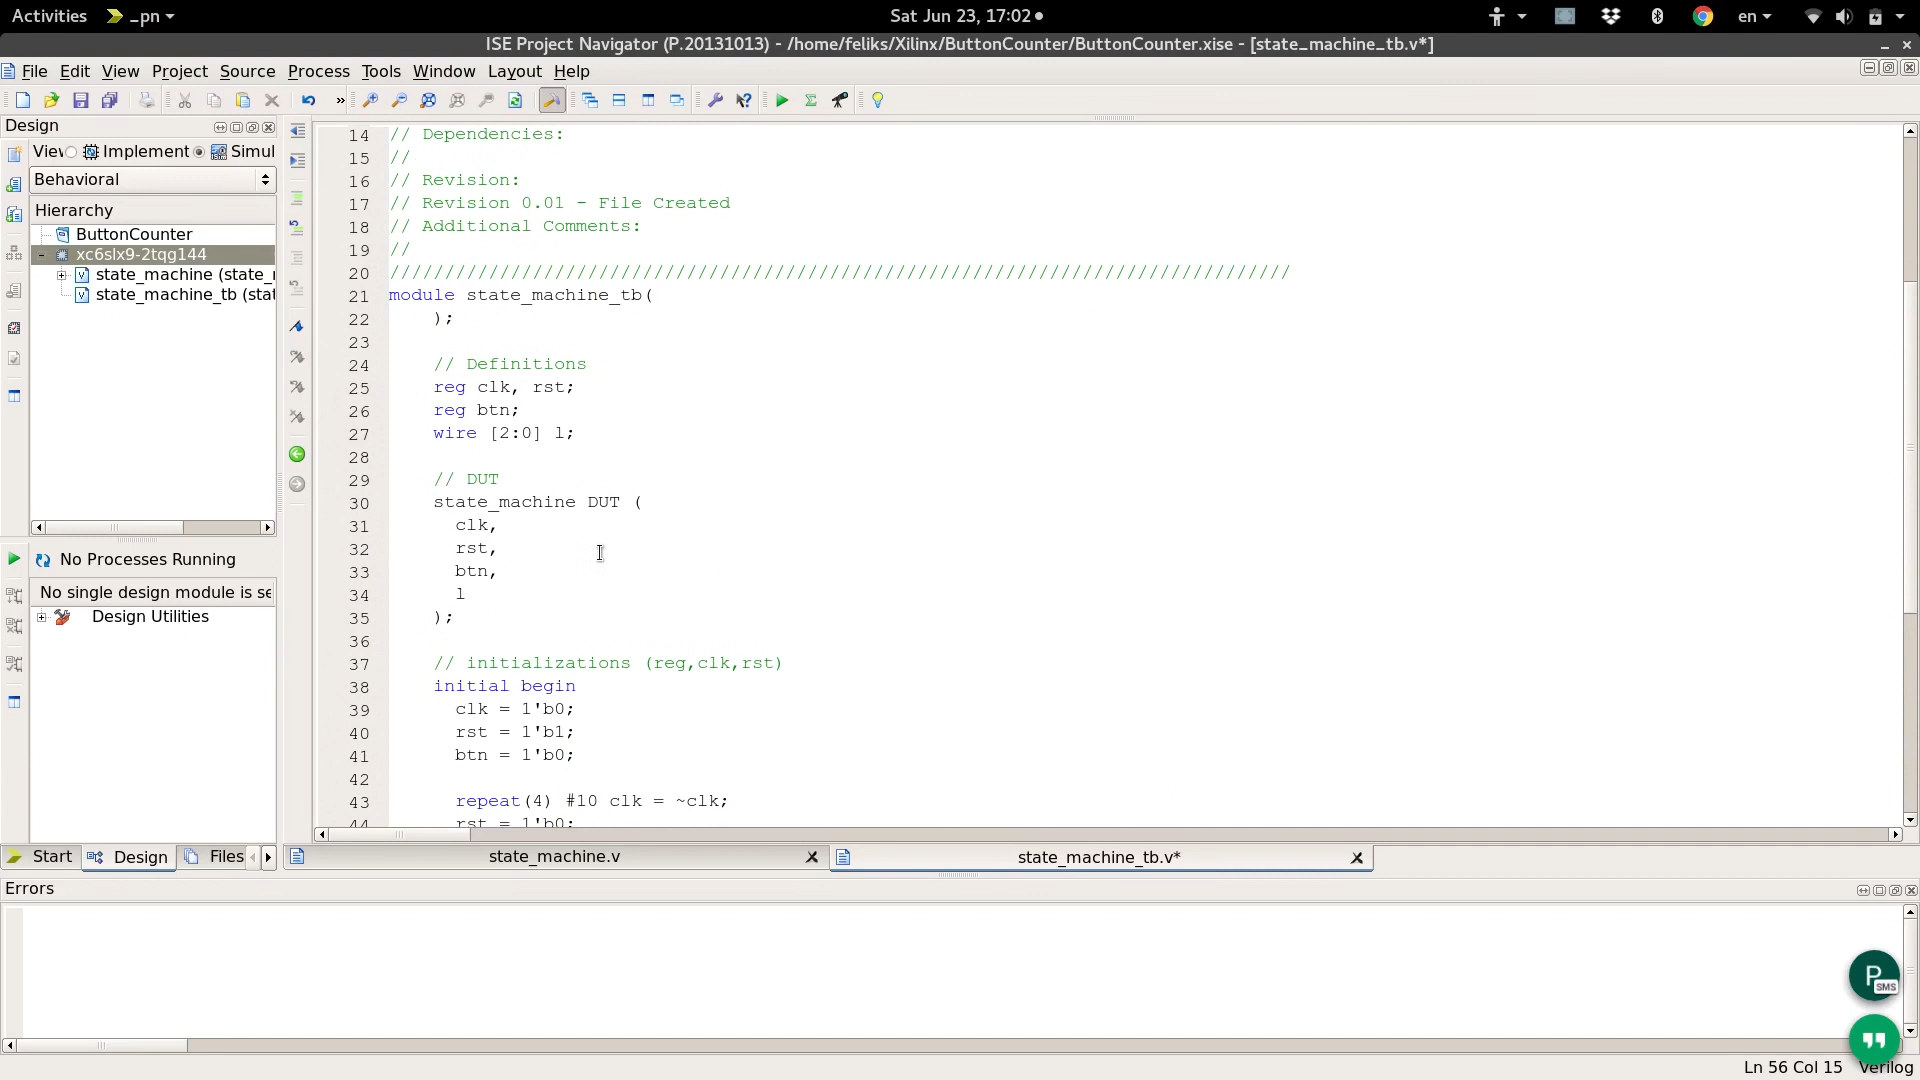 Activities _pn Sat Jun 23, 17:02 en
ISE Project Navigator (P.20131013) - /home/feliks/Xilinx/ButtonCounter/ButtonCounter.xise - [state_machine_tb.v*]
File Edit View Project Source Process Tools Window Layout Help
»
Design
Implement Simul
Behavioral
Hierarchy
ButtonCounter
xc6slx9-2tqg144
state_machine (state_
state_machine_tb (stat
No Processes Running
No single design module is se
Design Utilities
Start Design Files
14 // Dependencies:
15 //
16 // Revision:
17 // Revision 0.01 - File Created
18 // Additional Comments:
19 //
20 //////////////////////////////////////////////////////////////////////////////////
21 module state_machine_tb(
22 );
23
24 // Definitions
25 reg clk, rst;
26 reg btn;
27 wire [2:0] l;
28
29 // DUT
30 state_machine DUT (
31 clk,
32 rst,
33 btn,
34 l
35 );
36
37 // initializations (reg,clk,rst)
38 initial begin
39 clk = 1'b0;
40 rst = 1'b1;
41 btn = 1'b0;
42
43 repeat(4) #10 clk = ~clk;
44 rst = 1'b0;
state_machine.v state_machine_tb.v*
Errors
P SMS
Ln 56 Col 15 Verilog